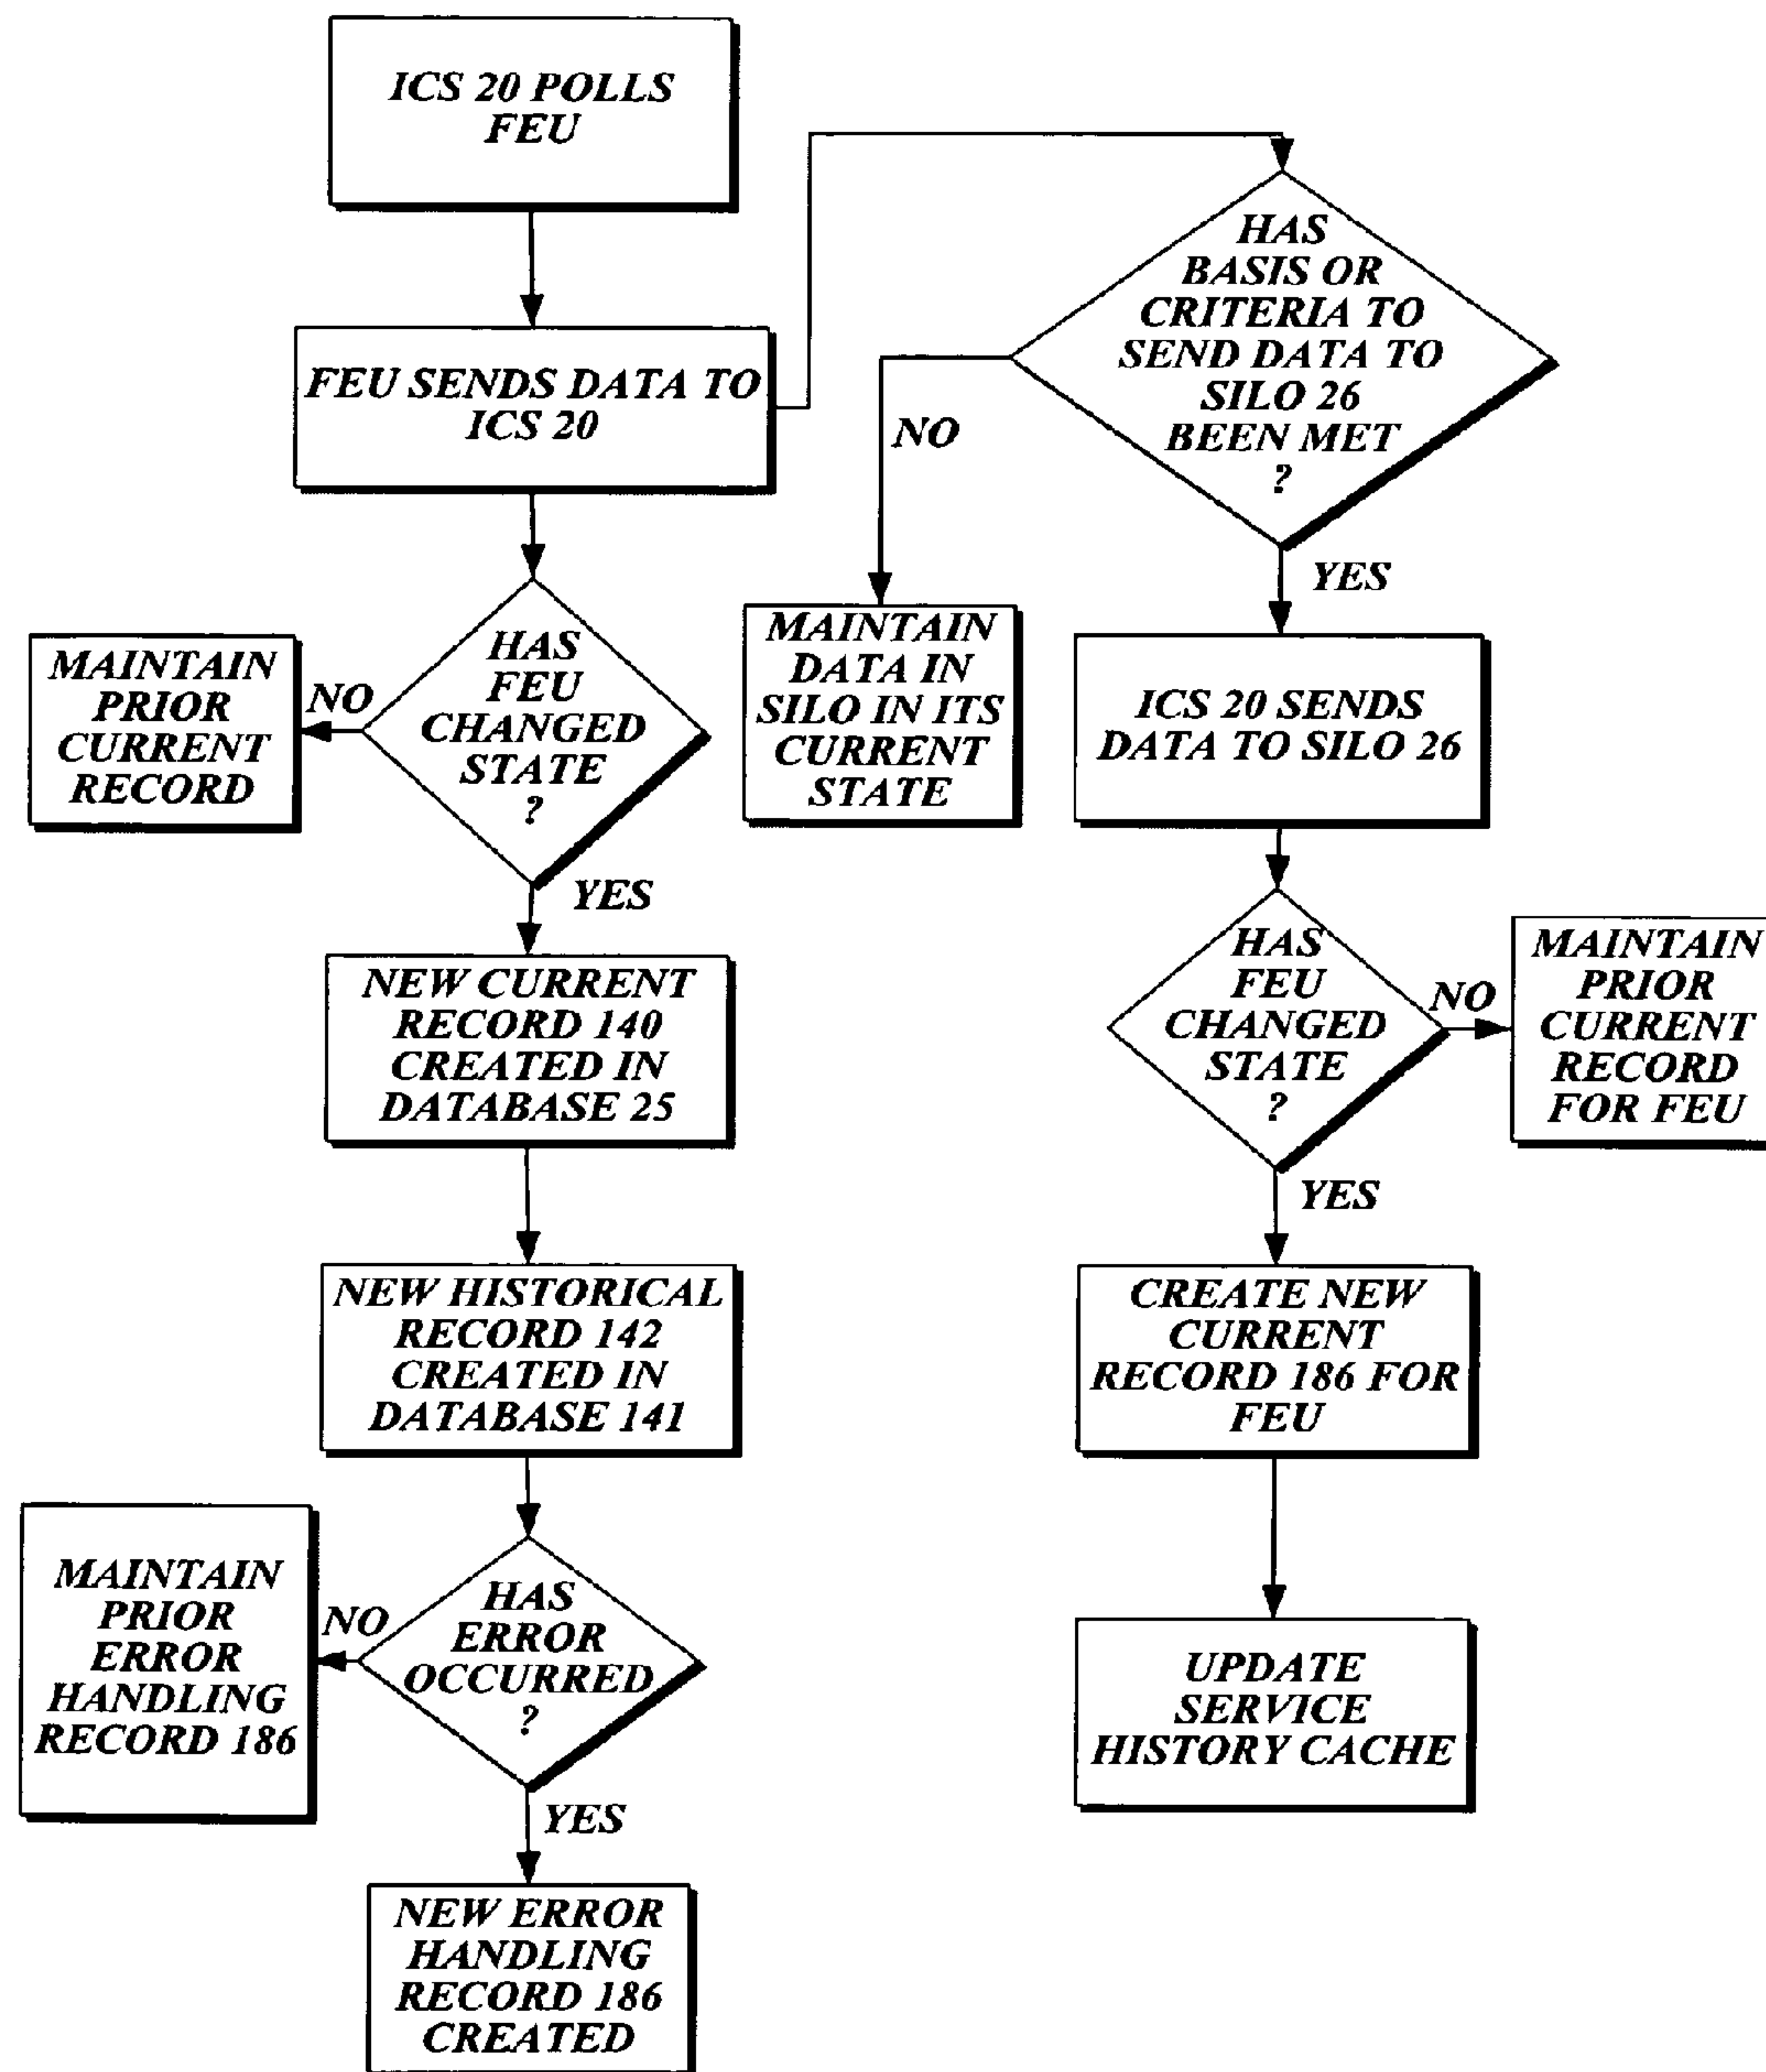 ICS 20 POLLS
FEU
FEU SENDS DATA TO
ICS 20
HAS
FEU
CHANGED
STATE
?
NO
MAINTAIN
PRIOR
CURRENT
RECORD
YES
NEW CURRENT
RECORD 140
CREATED IN
DATABASE 25
NEW HISTORICAL
RECORD 142
CREATED IN
DATABASE 141
HAS
ERROR
OCCURRED
?
NO
MAINTAIN
PRIOR
ERROR
HANDLING
RECORD 186
YES
NEW ERROR
HANDLING
RECORD 186
CREATED
HAS
BASIS OR
CRITERIA TO
SEND DATA TO
SILO 26
BEEN MET
?
NO
MAINTAIN
DATA IN
SILO IN ITS
CURRENT
STATE
YES
ICS 20 SENDS
DATA TO SILO 26
HAS
FEU
CHANGED
STATE
?
NO
MAINTAIN
PRIOR
CURRENT
RECORD
FOR FEU
YES
CREATE NEW
CURRENT
RECORD 186 FOR
FEU
UPDATE
SERVICE
HISTORY CACHE